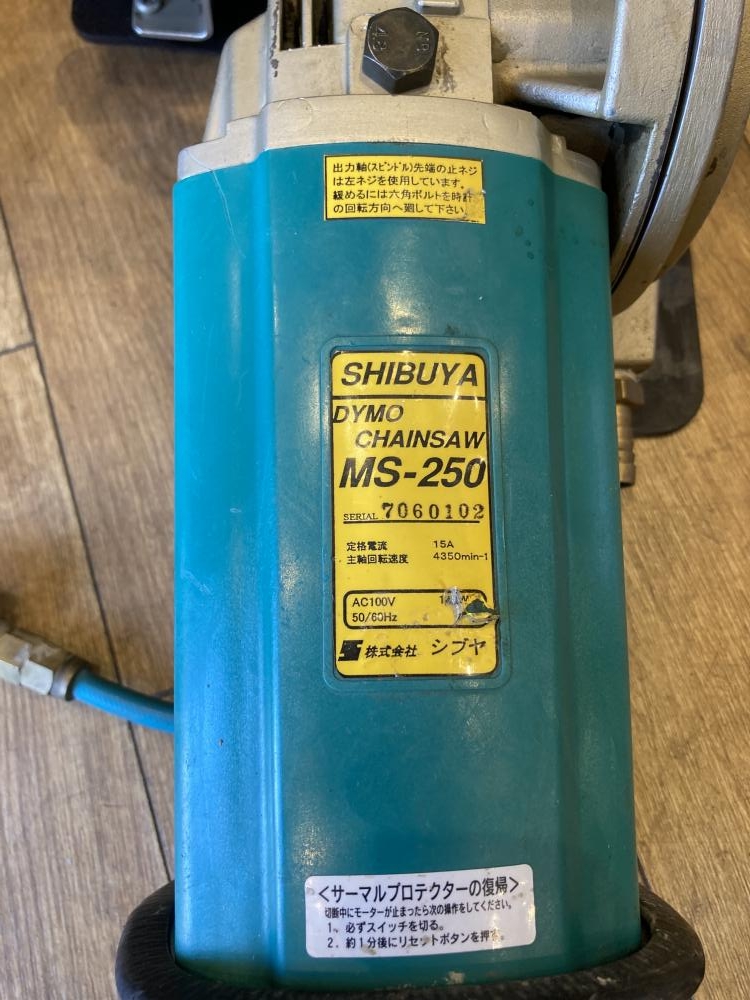 出力軸(スピンドル)先端の止ネジ
は左ネジを使用しています。
緩めるには六角ボルトを時計
の回転方向へ廻して下さい
SHIBUYA
DYMO
CHAINSAW
MS-250
SERIAL 7060102
定格電流 15A
主軸回転速度 4350min-1
AC100V
50/60Hz
株式会社 シブヤ
<サーマルプロテクターの復帰>
切断中にモーターが止まったら次の操作をしてください。
1、必ずスイッチを切る。
2、約1分後にリセットボタンを押す。